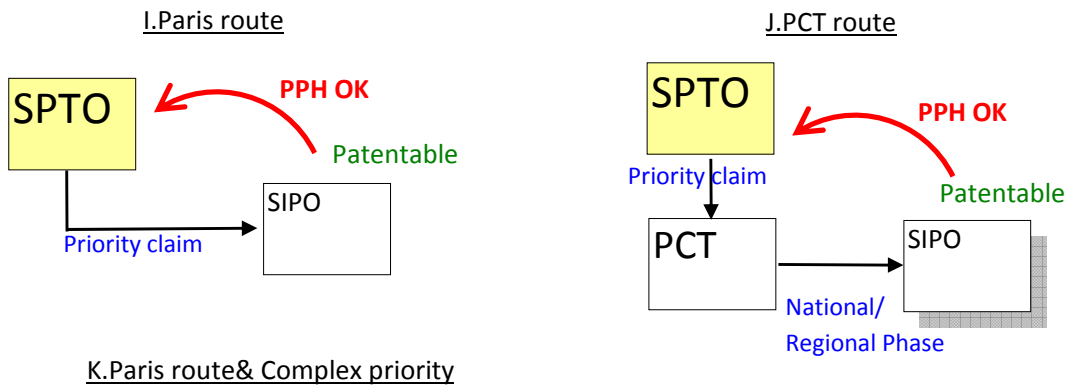 I.Paris route
SPTO
PPH OK
Patentable
SIPO
Priority claim
J.PCT route
SPTO
PPH OK
Priority claim
Patentable
PCT
SIPO
National/
Regional Phase
K.Paris route& Complex priority